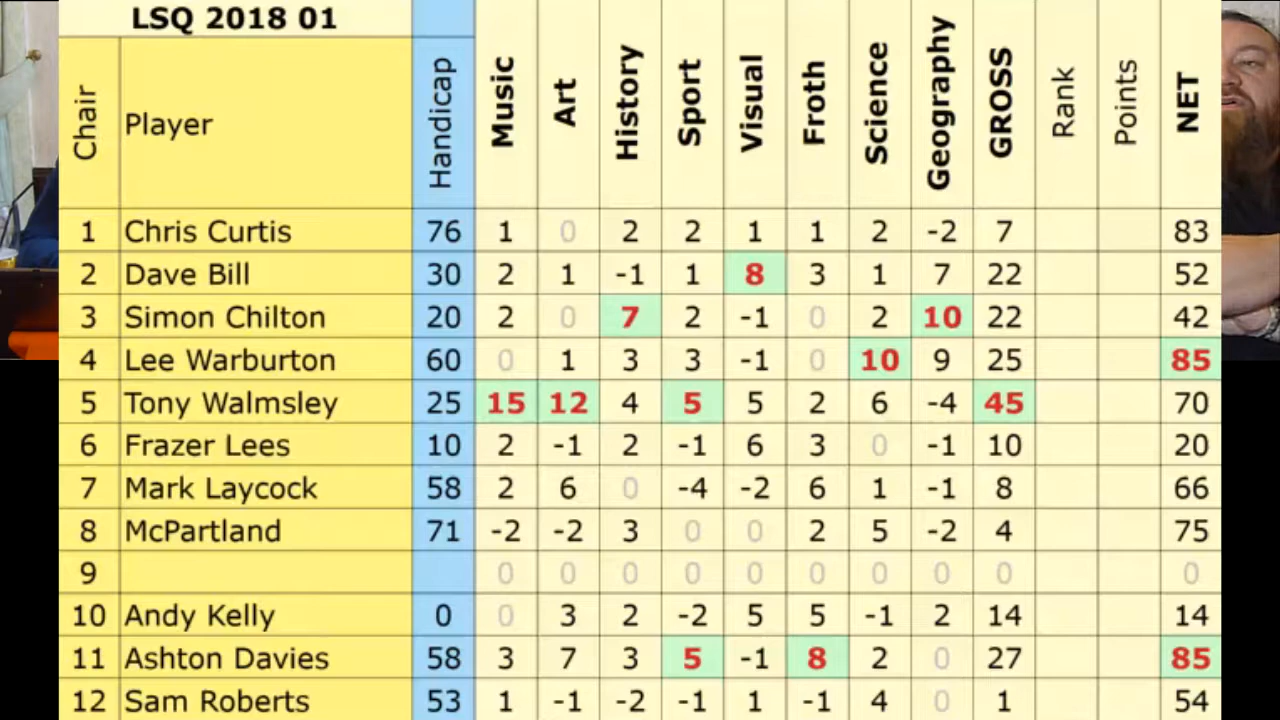 LSQ 2018 01
Chair Player Handicap Music Art History Sport Visual Froth Science Geography GROSS Rank Points NET
1 Chris Curtis 76 1 0 2 2 1 1 2 -2 7 83
2 Dave Bill 30 2 1 -1 1 8 3 1 7 22 52
3 Simon Chilton 20 2 0 7 2 -1 0 2 10 22 42
4 Lee Warburton 60 0 1 3 3 -1 0 10 9 25 85
5 Tony Walmsley 25 15 12 4 5 5 2 6 -4 45 70
6 Frazer Lees 10 2 -1 2 -1 6 3 0 -1 10 20
7 Mark Laycock 58 2 6 0 -4 -2 6 1 -1 8 66
8 McPartland 71 -2 -2 3 0 0 2 5 -2 4 75
9 0 0 0 0 0 0 0 0 0 0
10 Andy Kelly 0 0 3 2 -2 5 5 -1 2 14 14
11 Ashton Davies 58 3 7 3 5 -1 8 2 0 27 85
12 Sam Roberts 53 1 -1 -2 -1 1 -1 4 0 1 54